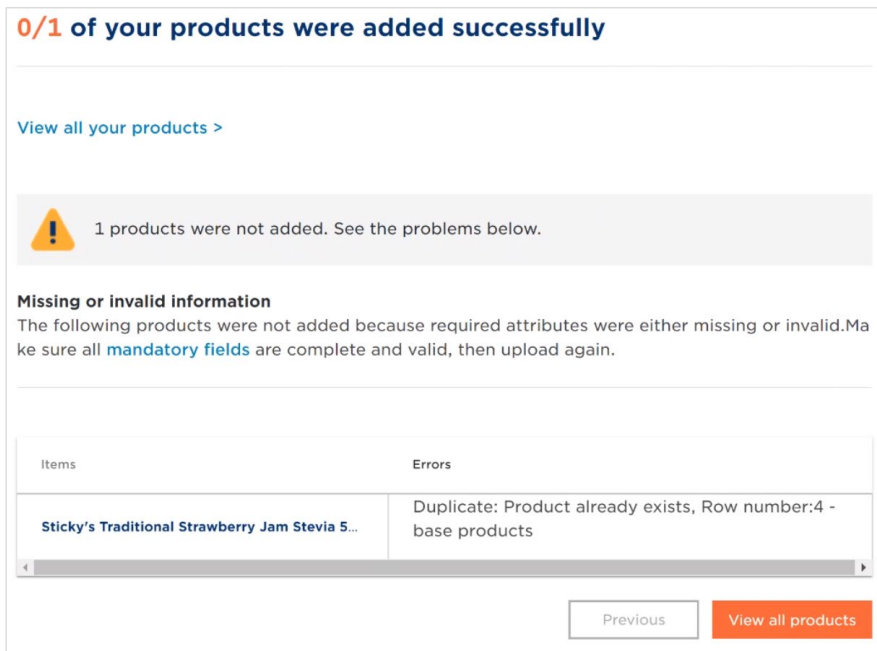 0/1 of your products were added successfully
View all your products >
1 products were not added. See the problems below.
Missing or invalid information
The following products were not added because required attributes were either missing or invalid.Ma
ke sure all mandatory fields are complete and valid, then upload again.
Items
Errors
Sticky's Traditional Strawberry Jam Stevia 5...
Duplicate: Product already exists, Row number:4 -
base products
Previous
View all products